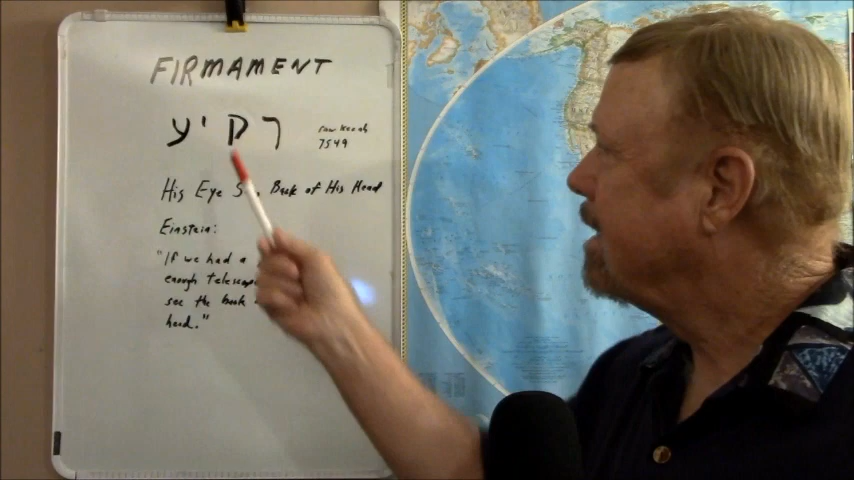 FIRMAMENT
רקיע
raw keeah
7549
His Eye Back of His Head
Einstein:
"If we had a
enough
see the back
head."